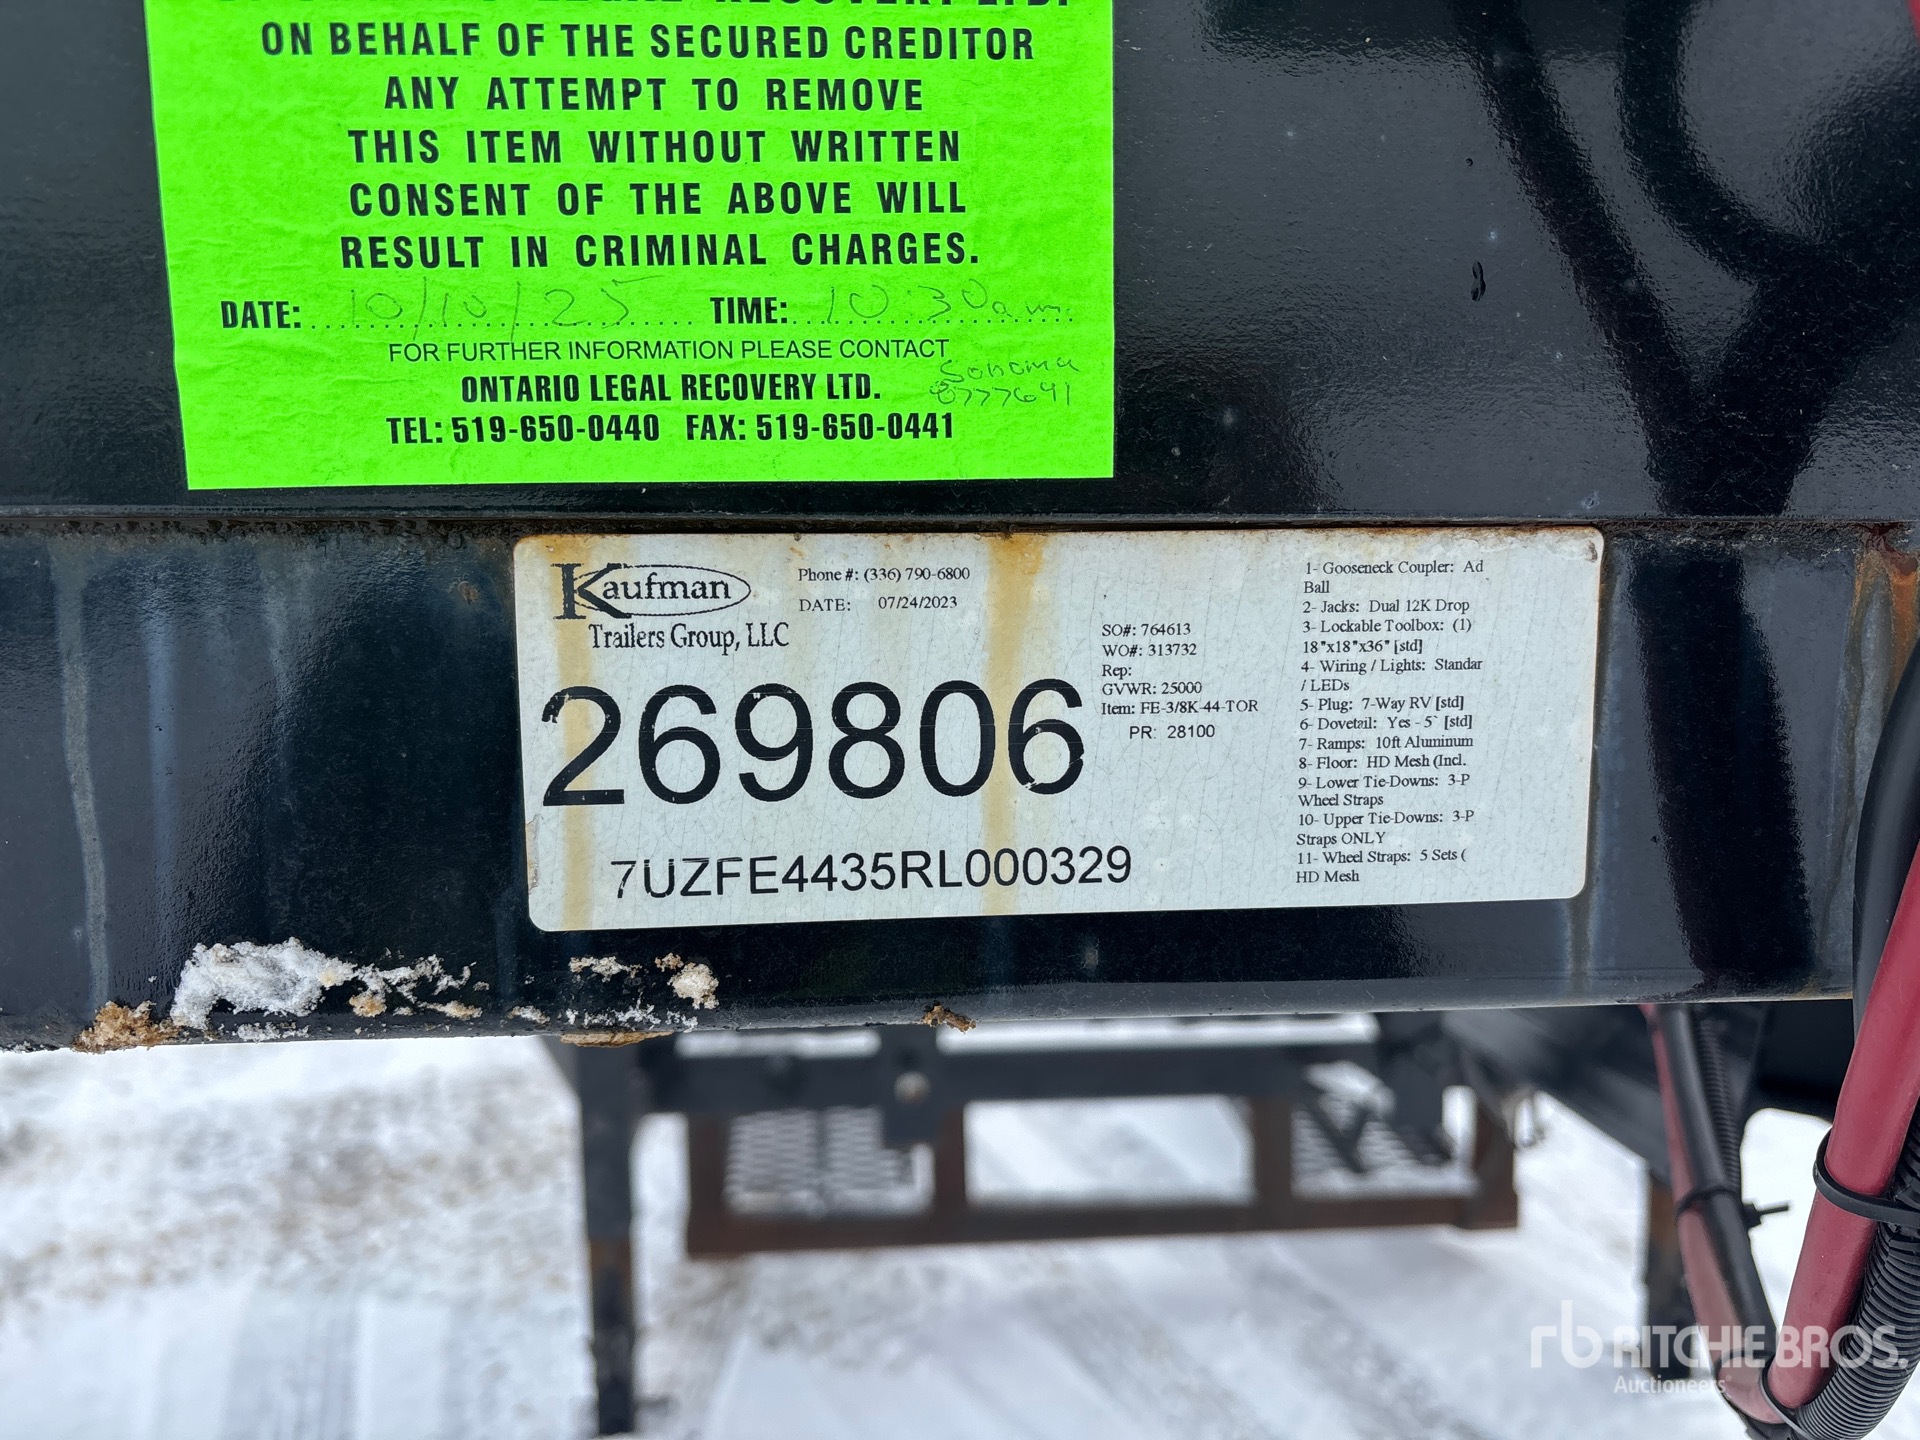 LEGAL RECOVERY LTD.
ON BEHALF OF THE SECURED CREDITOR
ANY ATTEMPT TO REMOVE
THIS ITEM WITHOUT WRITTEN
CONSENT OF THE ABOVE WILL
RESULT IN CRIMINAL CHARGES.
DATE: 10/10/25 TIME: 10:30am.
FOR FURTHER INFORMATION PLEASE CONTACT
Sonoma
ONTARIO LEGAL RECOVERY LTD.
0777691
TEL: 519-650-0440 FAX: 519-650-0441
Kaufman
Trailers Group, LLC
Phone #: (336) 790-6800
DATE: 07/24/2023
269806
7UZFE4435RL000329
SO#: 764613
WO#: 313732
Rep:
GVWR: 25000
Item: FE-3/8K-44-TOR
PR: 28100
1- Gooseneck Coupler: Ad
Ball
2- Jacks: Dual 12K Drop
3- Lockable Toolbox: (1)
18"x18"x36" [std]
4- Wiring / Lights: Standar
/ LEDs
5- Plug: 7-Way RV [std]
6- Dovetail: Yes - 5` [std]
7- Ramps: 10ft Aluminum
8- Floor: HD Mesh (Incl.
9- Lower Tie-Downs: 3-P
Wheel Straps
10- Upper Tie-Downs: 3-P
Straps ONLY
11- Wheel Straps: 5 Sets (
HD Mesh
rb RITCHIE BROS.
Auctioneers